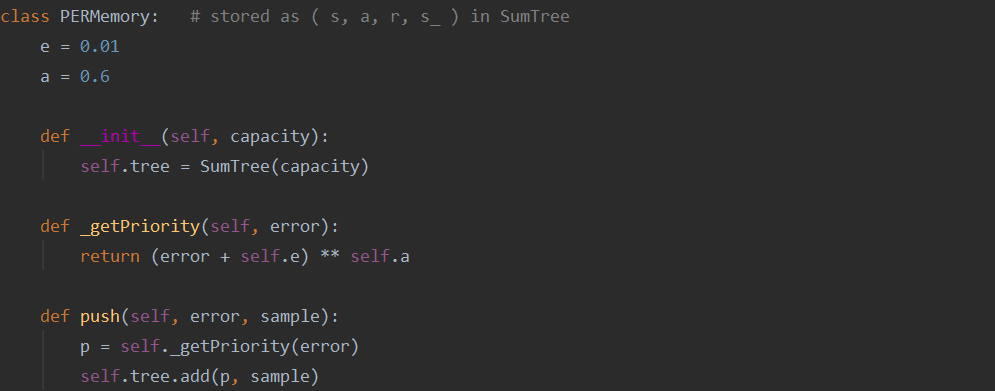 class PERMemory:   # stored as ( s, a, r, s_ ) in SumTree
    e = 0.01
    a = 0.6
    def __init__(self, capacity):
        self.tree = SumTree(capacity)
    def _getPriority(self, error):
        return (error + self.e) ** self.a
    def push(self, error, sample):
        p = self._getPriority(error)
        self.tree.add(p, sample)